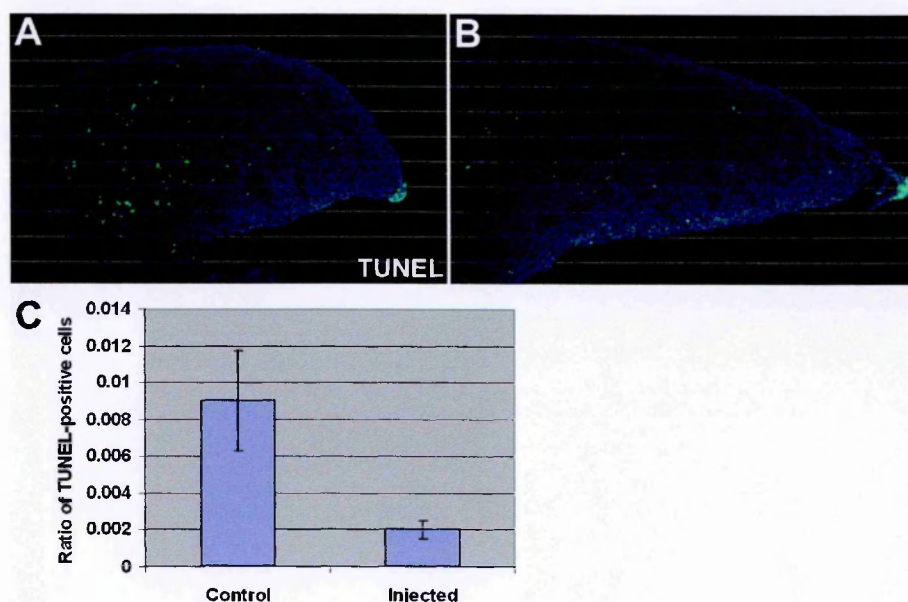 A
B
TUNEL
C
Ratio of TUNEL-positive cells
0.014
0.012
0.01
0.008
0.006
0.004
0.002
0
Control
Injected